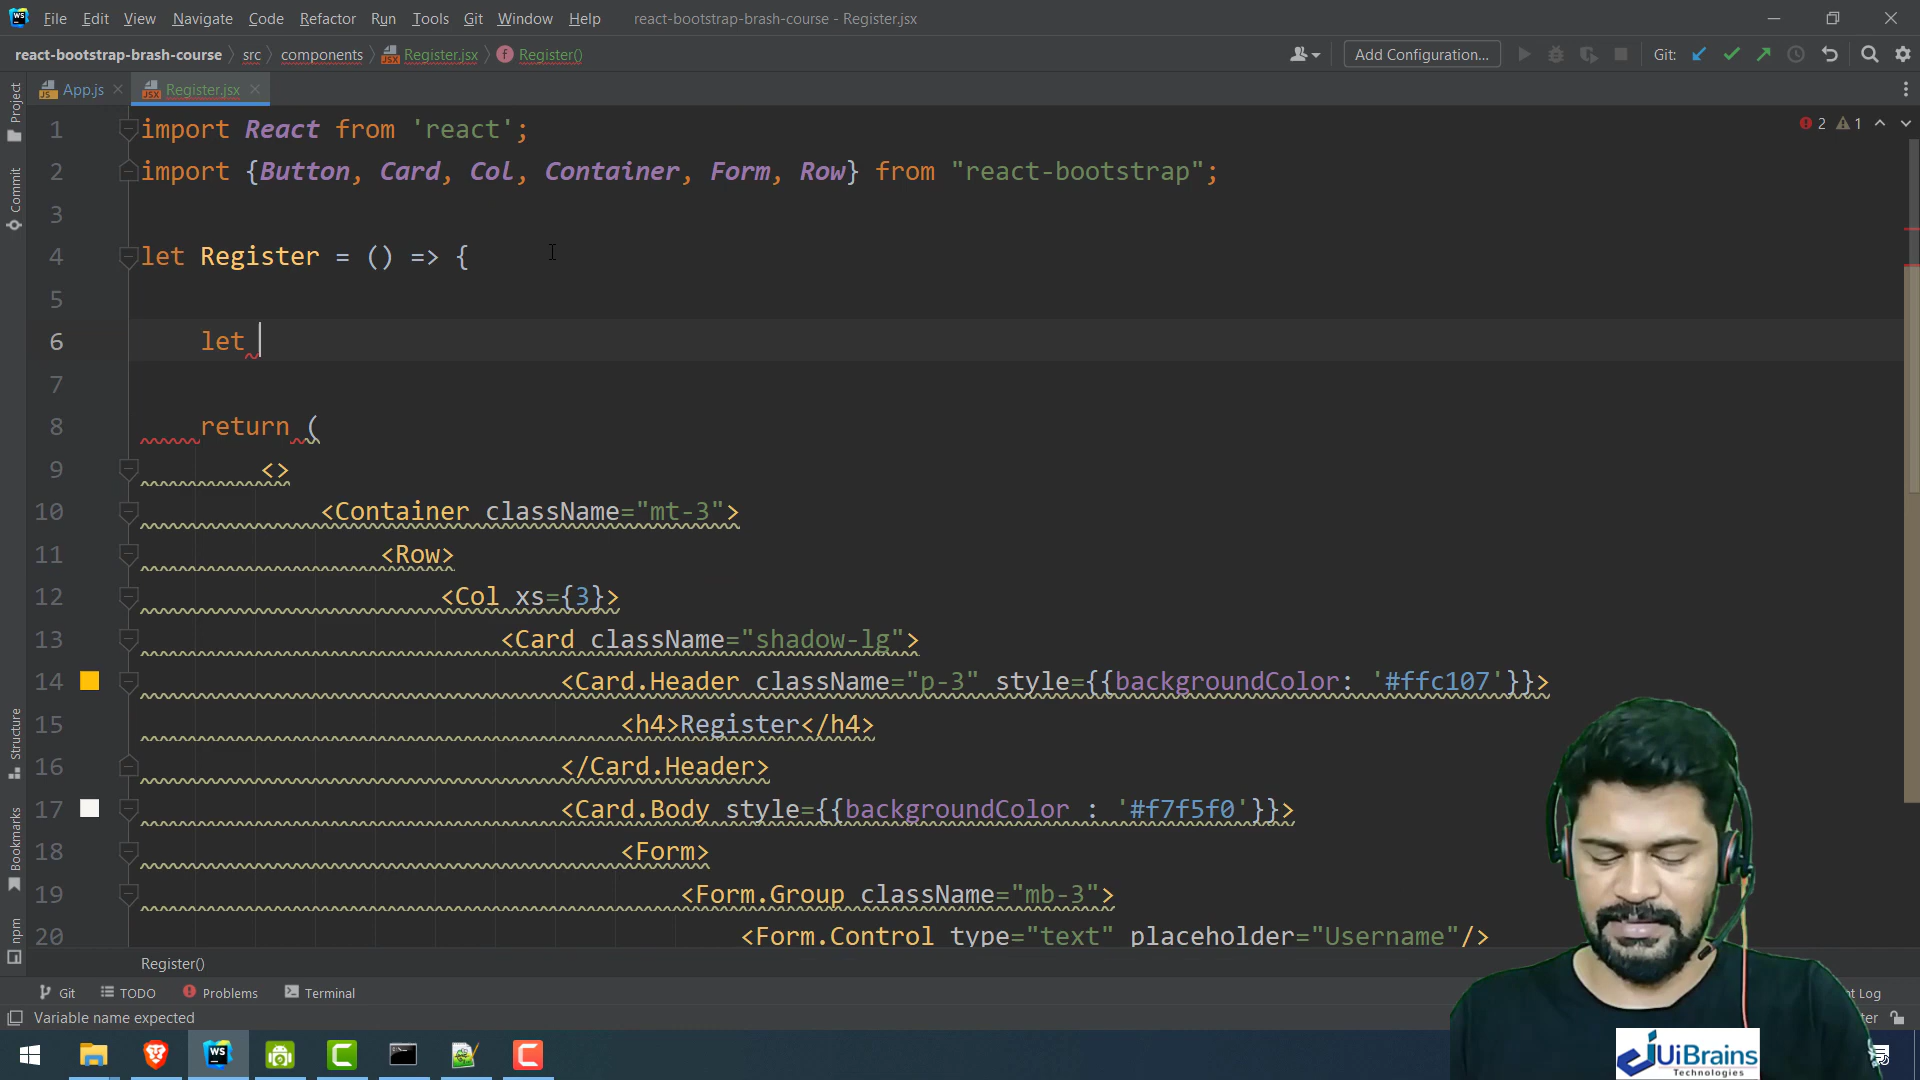 File Edit View Navigate Code Refactor Run Tools Git Window Help react-bootstrap-brash-course - Register.jsx
react-bootstrap-brash-course src components Register.jsx Register() Add Configuration... Git:
App.js Register.jsx
Project
Commit
Structure
Bookmarks
npm
2 1
1 import React from 'react';
2 import {Button, Card, Col, Container, Form, Row} from "react-bootstrap";
3
4 let Register = () => {
5
6 let
7
8 return (
9 <>
10 <Container className="mt-3">
11 <Row>
12 <Col xs={3}>
13 <Card className="shadow-lg">
14 <Card.Header className="p-3" style={{backgroundColor: '#ffc107'}}>
15 <h4>Register</h4>
16 </Card.Header>
17 <Card.Body style={{backgroundColor : '#f7f5f0'}}>
18 <Form>
19 <Form.Group className="mb-3">
20 <Form.Control type="text" placeholder="Username"/>
Register()
Git TODO Problems Terminal nt Log
Variable name expected ter
WS
UiBrains
Technologies